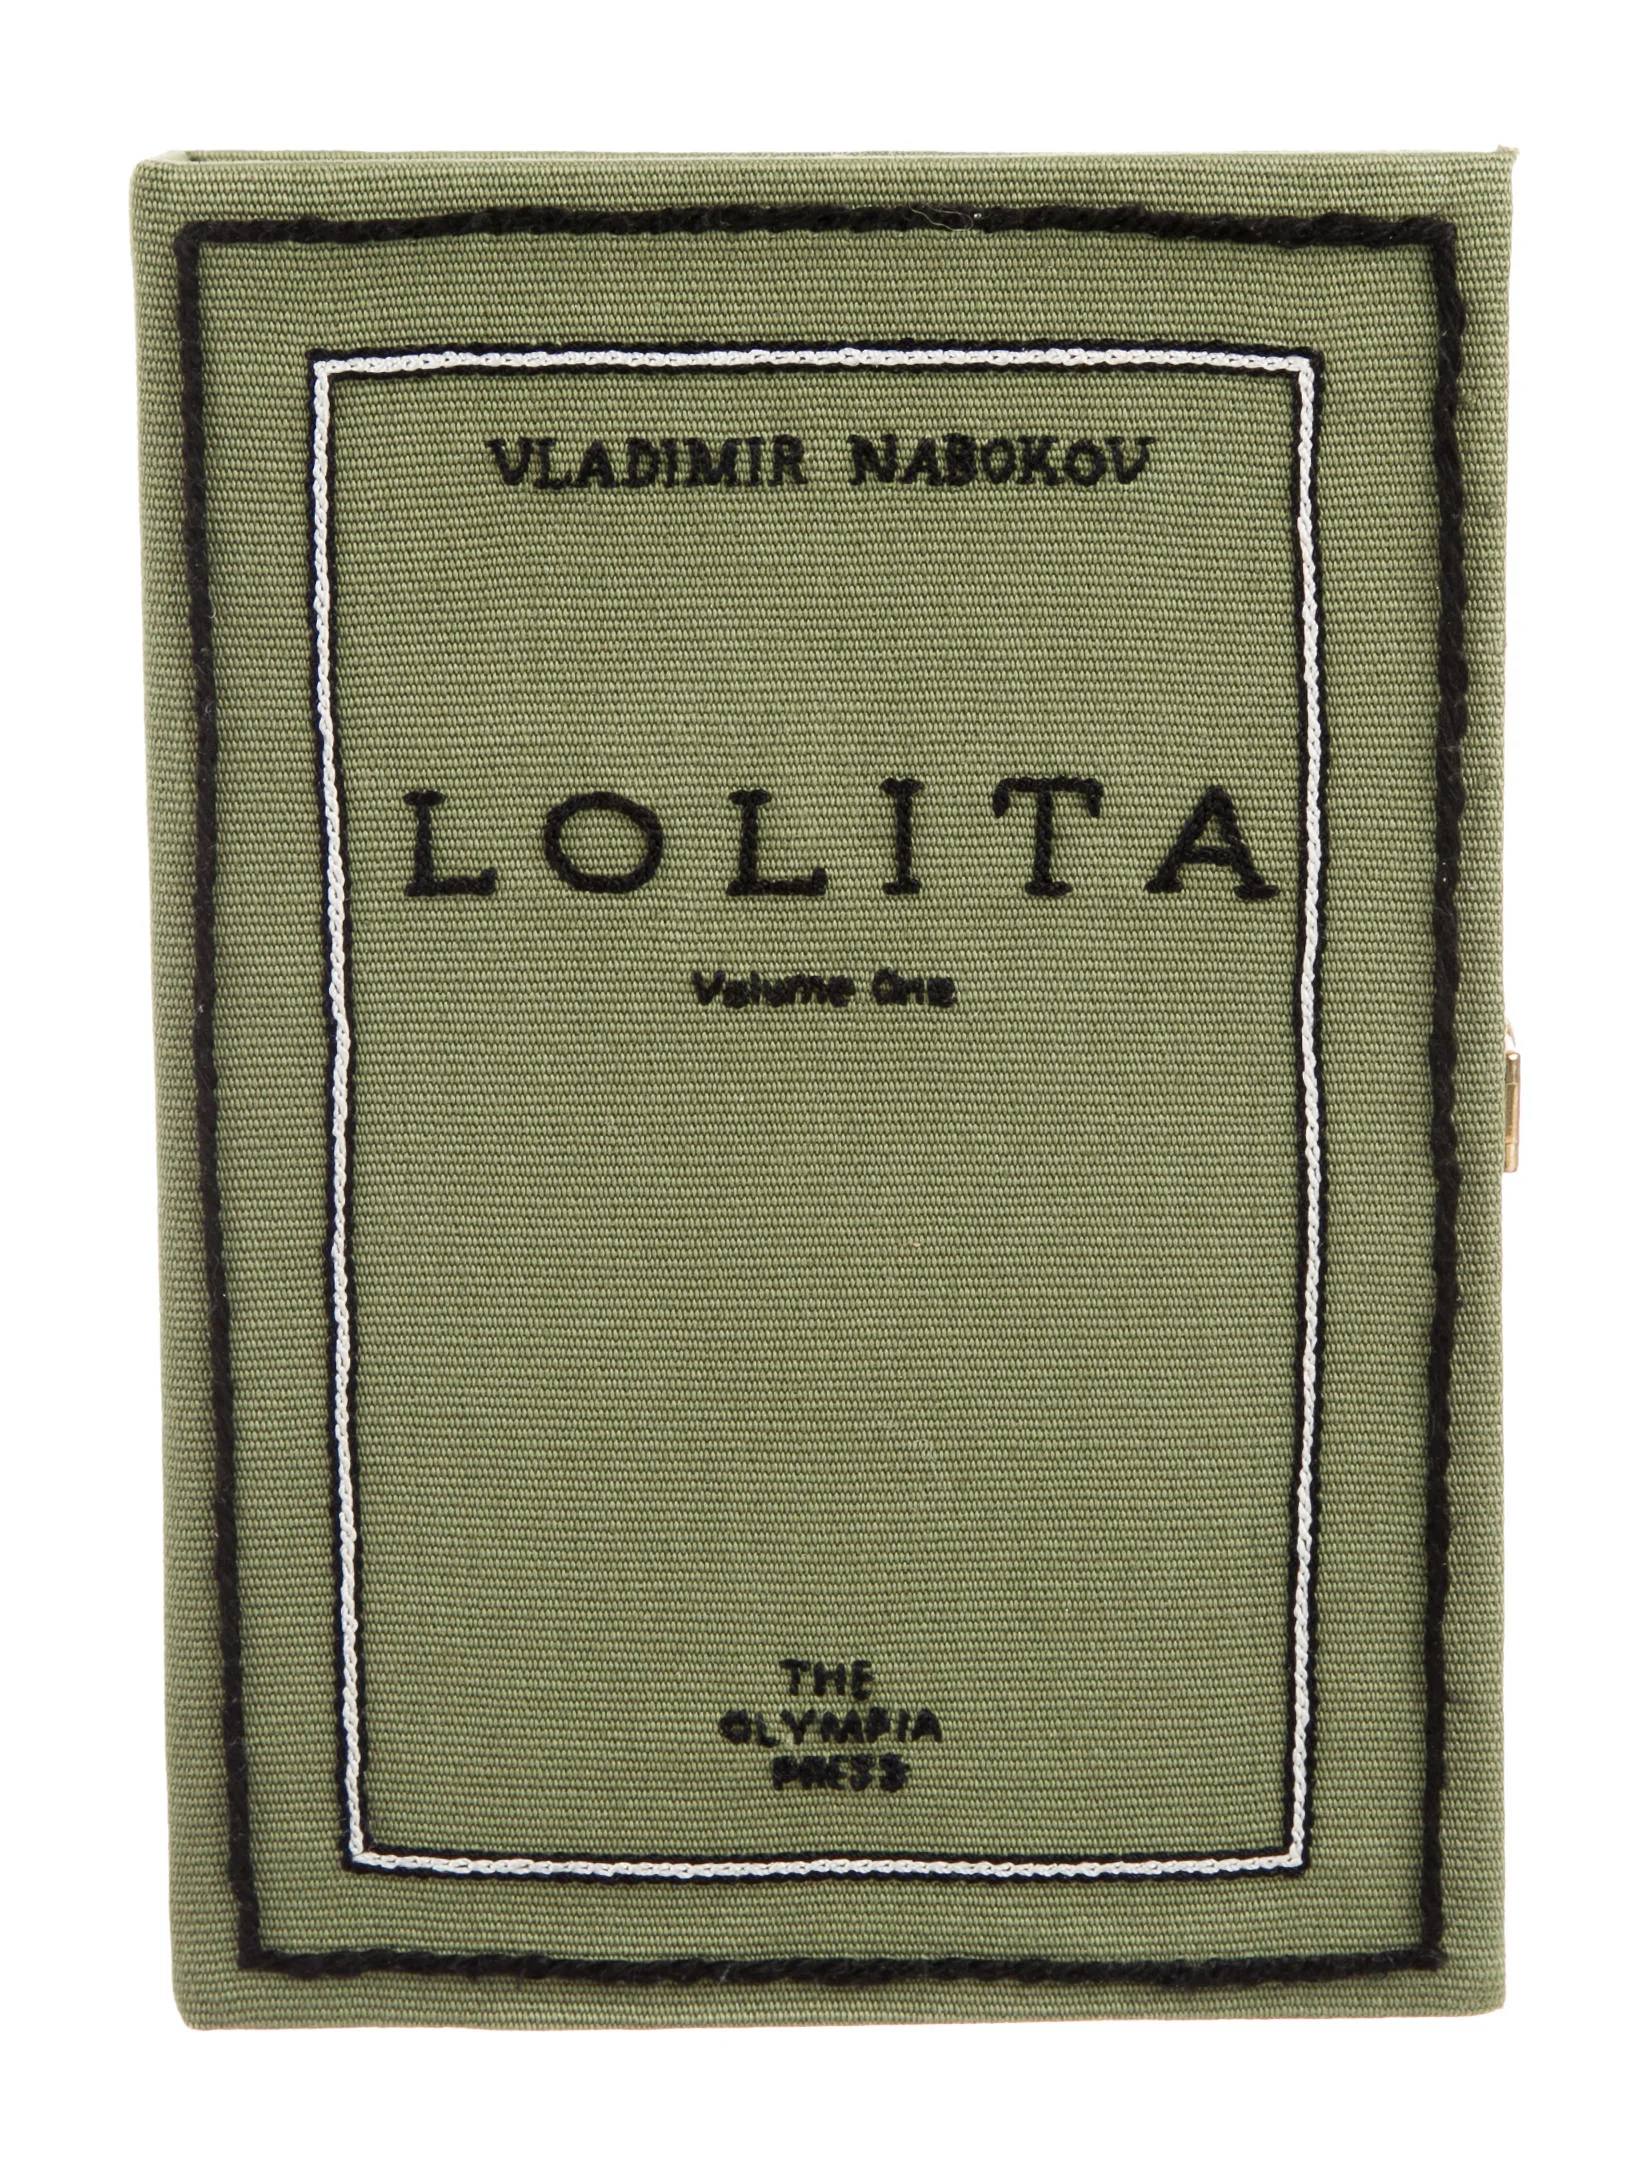 VLADIMIR NABOKOV
LOLITA
Volume One
THE
OLYMPIA
PRESS